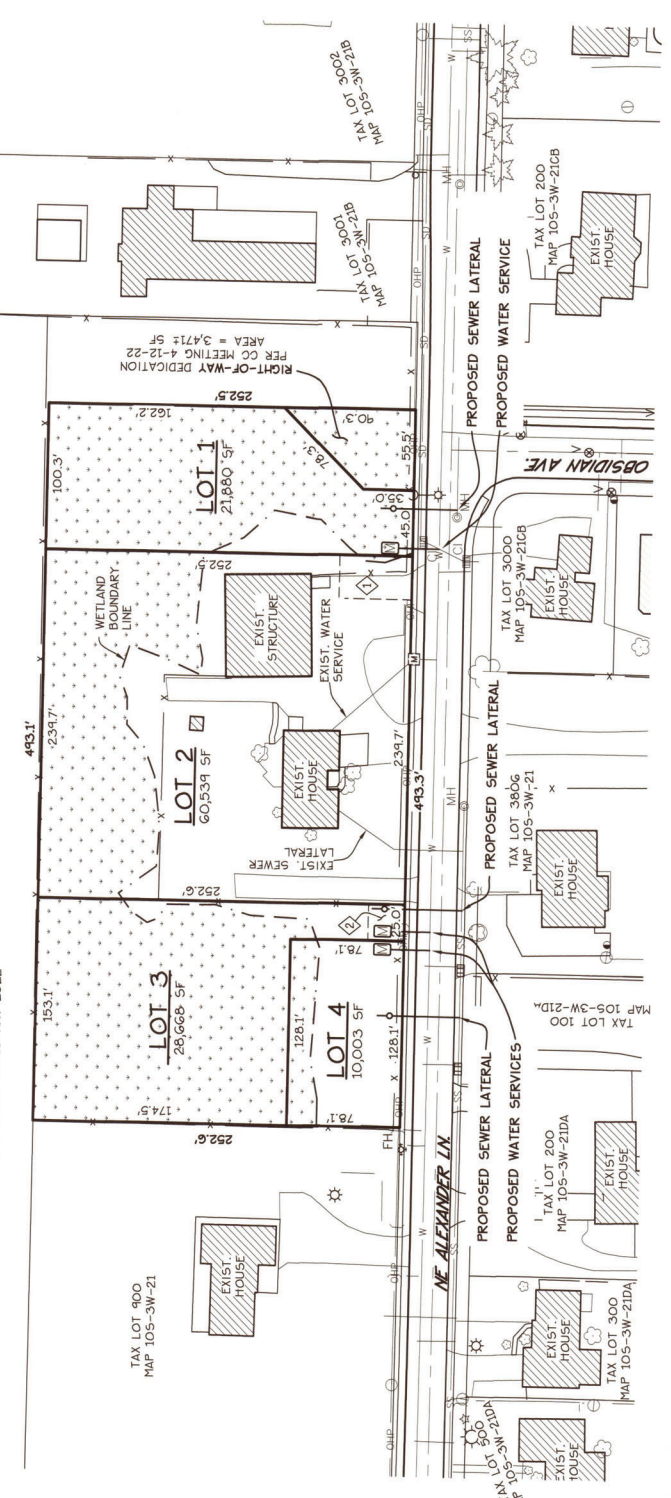 TAX LOT 3002
MAP 10S-3W-21B
TAX LOT 3001
MAP 10S-3W-21B
TAX LOT 200
MAP 10S-3W-21CB
EXIST.
HOUSE
RIGHT-OF-WAY DEDICATION
PER CC MEETING 4-12-22
AREA = 3,471± SF
252.5'
162.2'
90.3'
78.3'
55.5'
35.0'
45.0'
100.3'
LOT 1
21,880 SF
PROPOSED SEWER LATERAL
PROPOSED WATER SERVICE
OBSIDIAN AVE
TAX LOT 3000
MAP 10S-3W-21CB
EXIST.
HOUSE
493.1'
239.7'
252.5'
WETLAND
BOUNDARY
LINE
EXIST.
STRUCTURE
1
EXIST. WATER
SERVICE
LOT 2
60,539 SF
EXIST.
HOUSE
EXIST. SEWER
LATERAL
239.7'
493.3'
252.6'
PROPOSED SEWER LATERAL
TAX LOT 3806
MAP 10S-3W-21
EXIST.
HOUSE
153.1'
LOT 3
28,668 SF
174.5'
252.6'
2
25.0'
78.1'
128.1'
LOT 4
10,003 SF
128.1'
78.1'
FH
TAX LOT 100
MAP 10S-3W-21DA
PROPOSED SEWER LATERAL
PROPOSED WATER SERVICES
NE ALEXANDER LN.
TAX LOT 200
MAP 10S-3W-21DA
EXIST.
HOUSE
TAX LOT 900
MAP 10S-3W-21
EXIST.
HOUSE
EXIST.
HOUSE
TAX LOT 300
MAP 10S-3W-21DA
TAX LOT 500
MAP 10S-3W-21DA
EXIST.
HOUSE